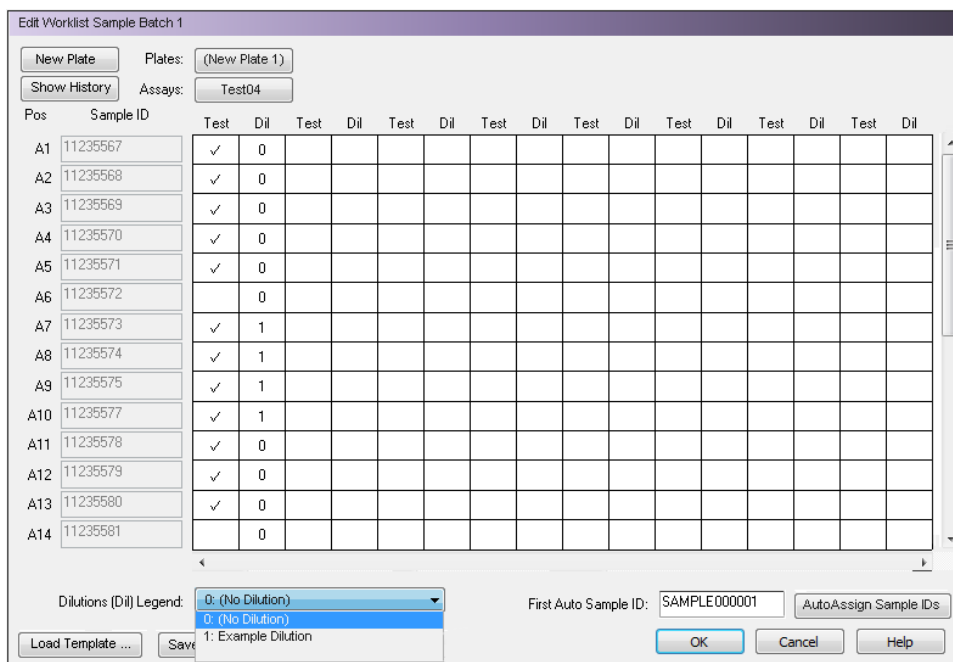 Edit Worklist Sample Batch 1
New Plate Plates: (New Plate 1)
Show History Assays: Test04
Pos Sample ID Test Dil Test Dil Test Dil Test Dil Test Dil Test Dil Test Dil Test Dil
A1 11235567 ✓ 0
A2 11235568 ✓ 0
A3 11235569 ✓ 0
A4 11235570 ✓ 0
A5 11235571 ✓ 0
A6 11235572 0
A7 11235573 ✓ 1
A8 11235574 ✓ 1
A9 11235575 ✓ 1
A10 11235577 ✓ 1
A11 11235578 ✓ 0
A12 11235579 ✓ 0
A13 11235580 ✓ 0
A14 11235581 0
Dilutions (Dil) Legend: 0: (No Dilution) First Auto Sample ID: SAMPLE000001 AutoAssign Sample IDs
0: (No Dilution)
1: Example Dilution
Load Template ... Save OK Cancel Help